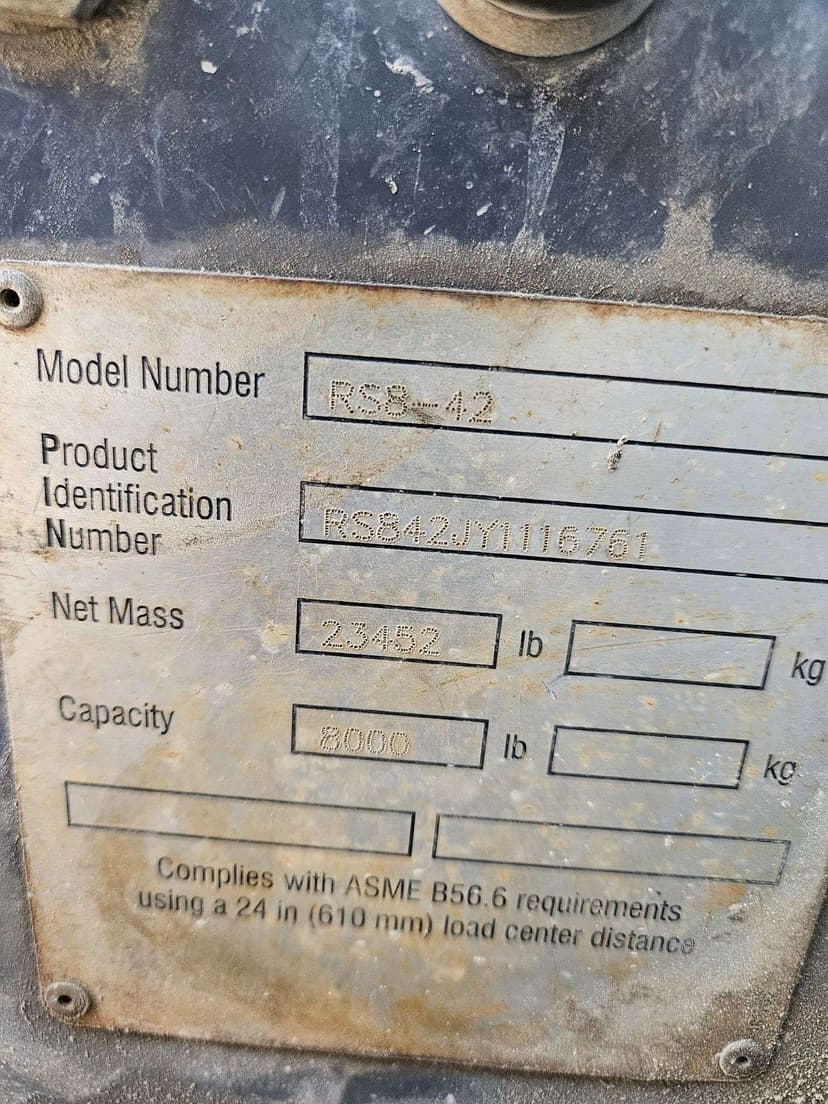 Model Number RS8-42
Product
Identification
Number RS842JY1116761
Net Mass 23452 lb kg
Capacity 8000 lb kg
Complies with ASME B56.6 requirements
using a 24 in (610 mm) load center distance